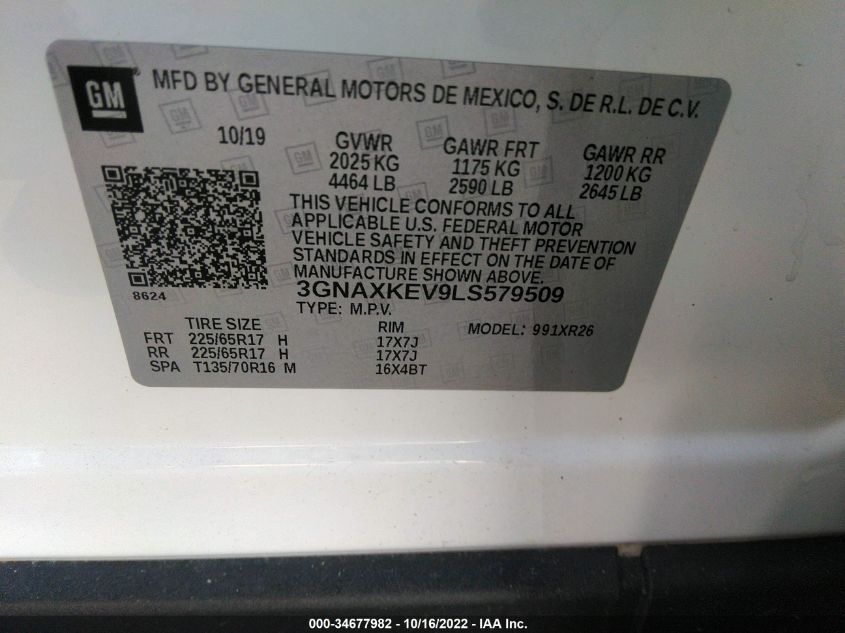 GM
MFD BY GENERAL MOTORS DE MEXICO, S. DE R.L. DE C.V.
10/19
GVWR GAWR FRT GAWR RR
2025 KG 1175 KG 1200 KG
4464 LB 2590 LB 2645 LB
THIS VEHICLE CONFORMS TO ALL
APPLICABLE U.S. FEDERAL MOTOR
VEHICLE SAFETY AND THEFT PREVENTION
STANDARDS IN EFFECT ON THE DATE OF
MANUFACTURE SHOWN ABOVE.
8624
3GNAXKEV9LS579509
TYPE: M.P.V.
TIRE SIZE RIM MODEL: 991XR26
FRT 225/65R17 H 17X7J
RR 225/65R17 H 17X7J
SPA T135/70R16 M 16X4BT
000-34677982 - 10/16/2022 - IAA Inc.